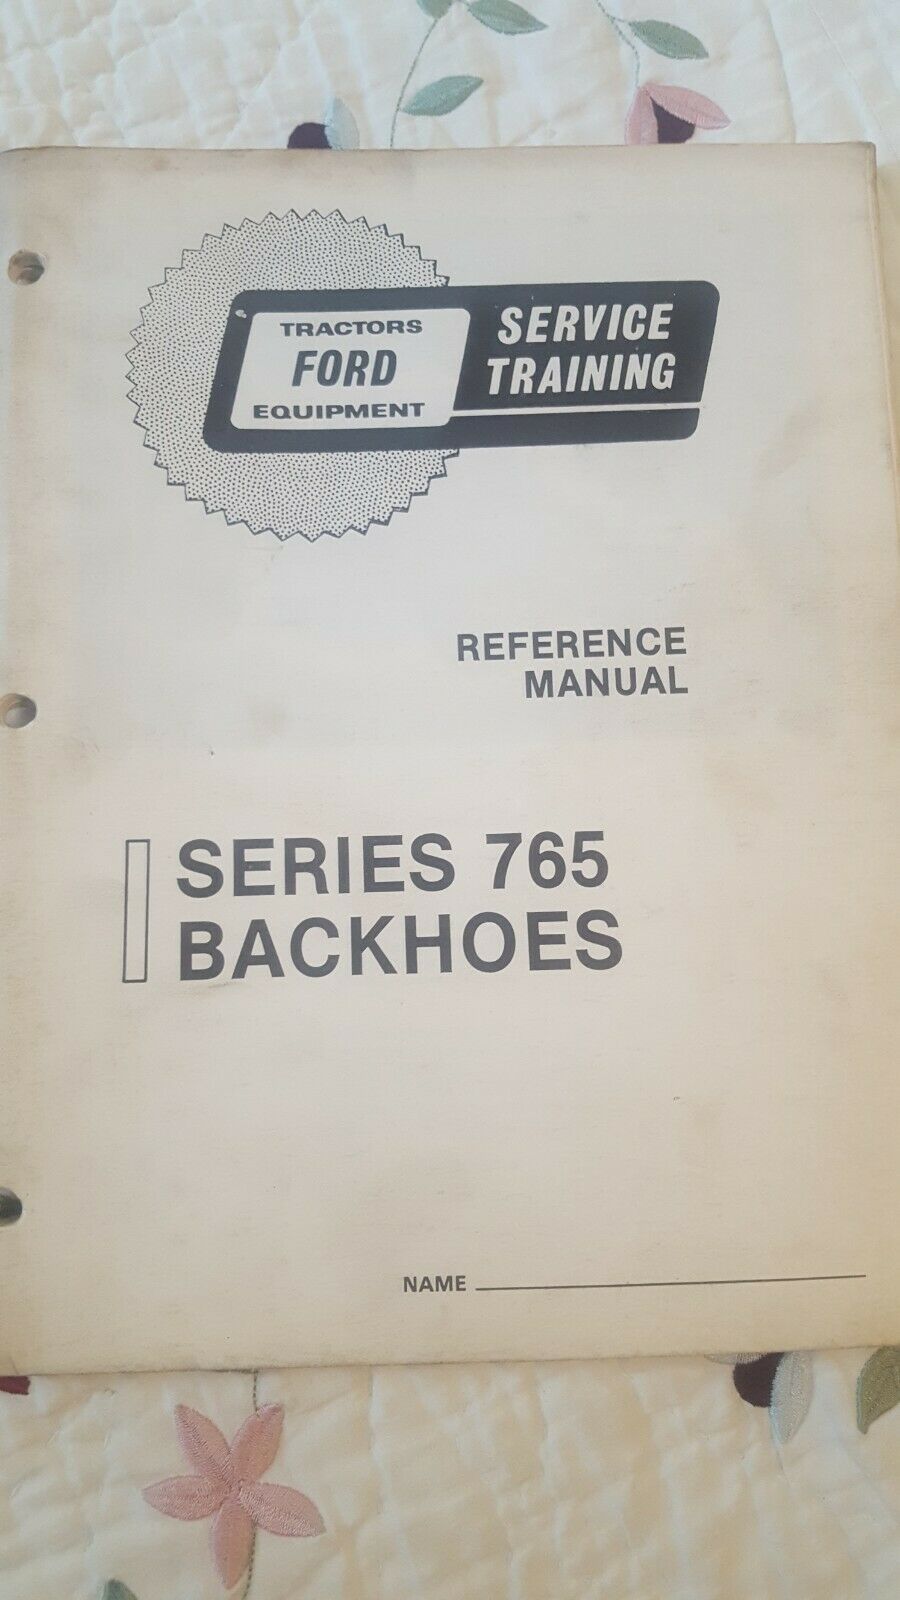 TRACTORS
FORD
EQUIPMENT
SERVICE
TRAINING
REFERENCE
MANUAL
SERIES 765
BACKHOES
NAME